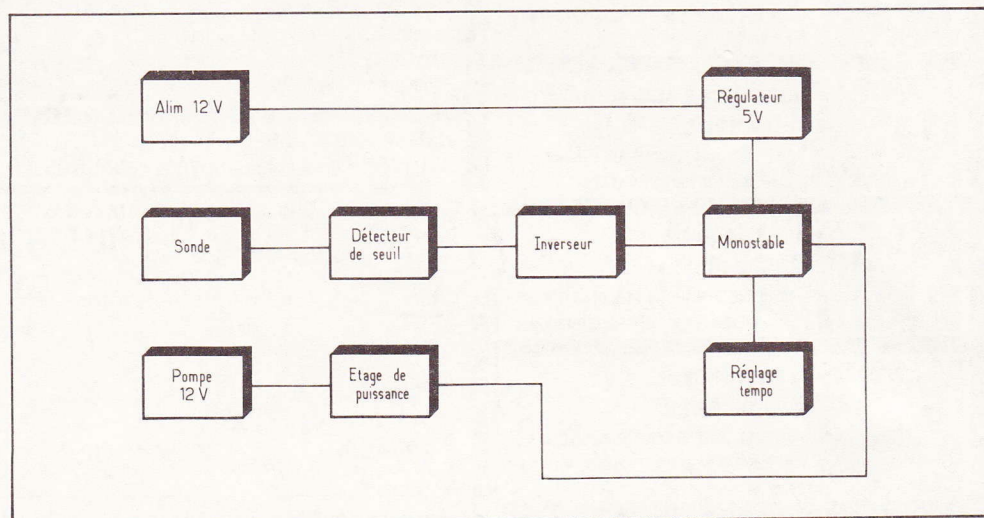 Alim 12 V
Régulateur
5 V
Sonde
Détecteur
de seuil
Inverseur
Monostable
Pompe
12 V
Etage de
puissance
Réglage
tempo